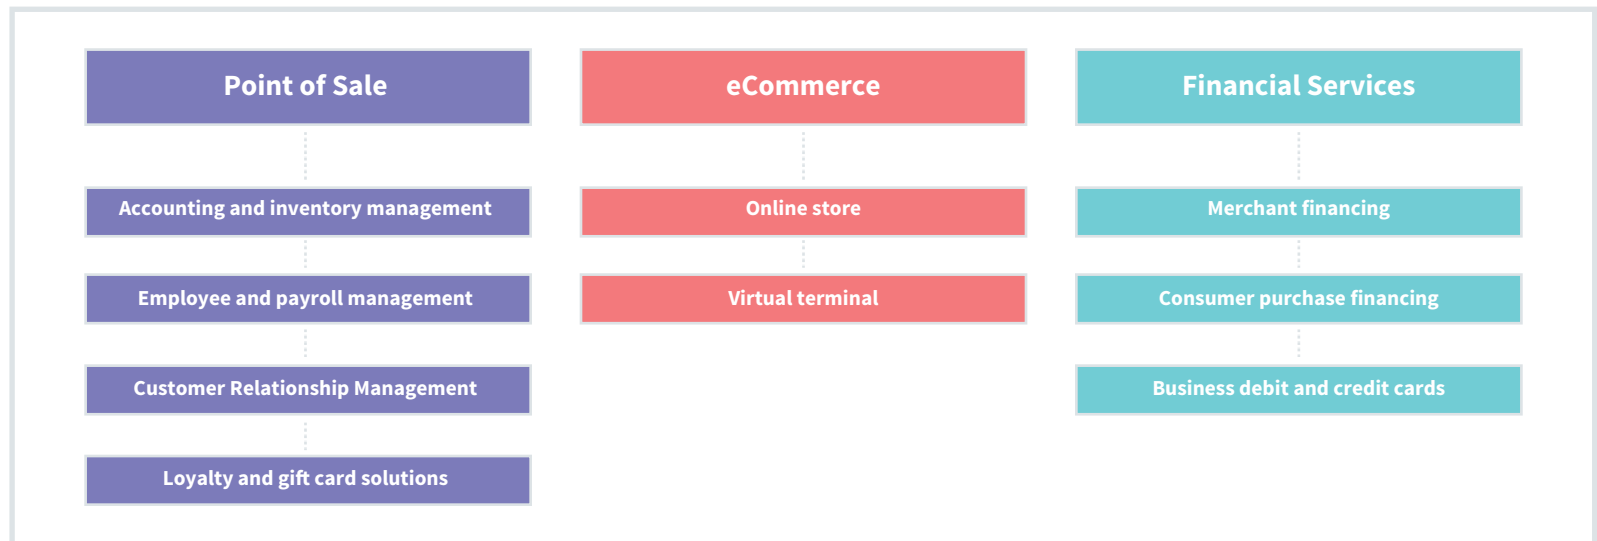 Point of Sale
Accounting and inventory management
Employee and payroll management
Customer Relationship Management
Loyalty and gift card solutions
eCommerce
Online store
Virtual terminal
Financial Services
Merchant financing
Consumer purchase financing
Business debit and credit cards